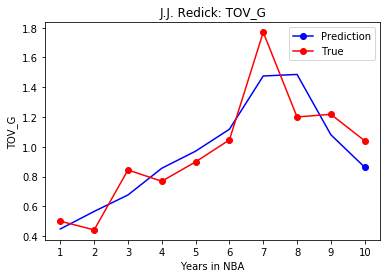 J.J. Redick: TOV_G
Prediction
True
TOV_G
1.8
1.6
1.4
1.2
1.0
0.8
0.6
0.4
1 2 3 4 5 6 7 8 9 10
Years in NBA